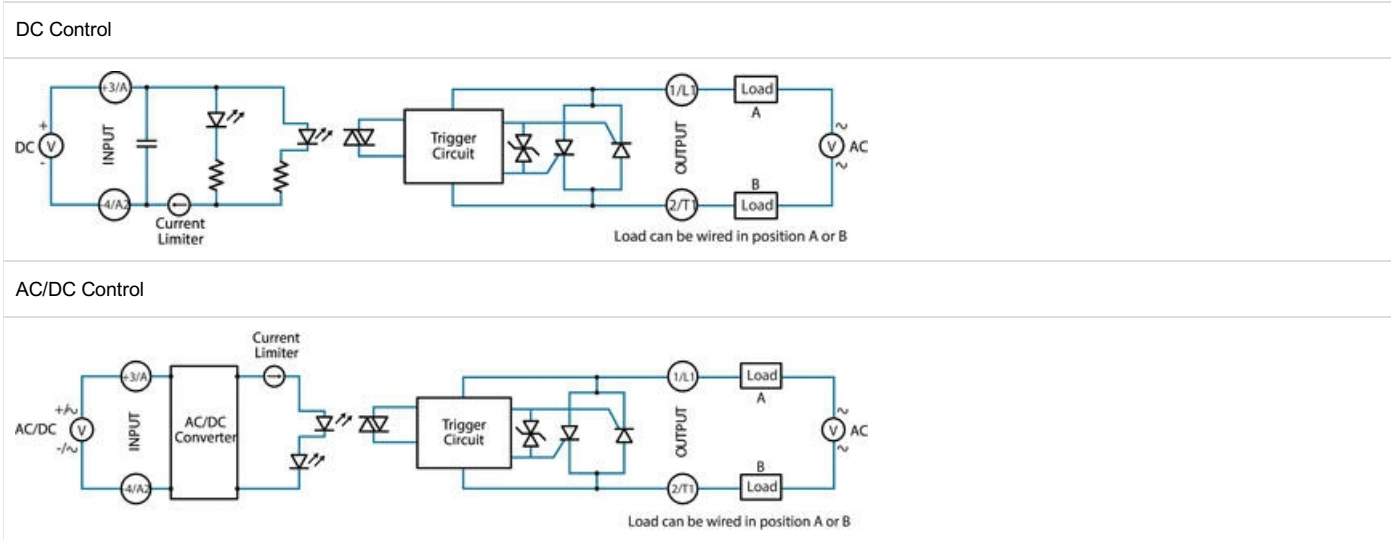 DC Control
+3/A
DC
+
V
-
INPUT
-4/A2
Current
Limiter
Trigger
Circuit
1/L1
OUTPUT
2/T1
Load
A
B
Load
V
AC
Load can be wired in position A or B
AC/DC Control
Current
Limiter
+3/A
+/~
AC/DC
V
-/~
INPUT
-4/A2
AC/DC
Converter
Trigger
Circuit
1/L1
OUTPUT
2/T1
Load
A
B
Load
V
AC
Load can be wired in position A or B